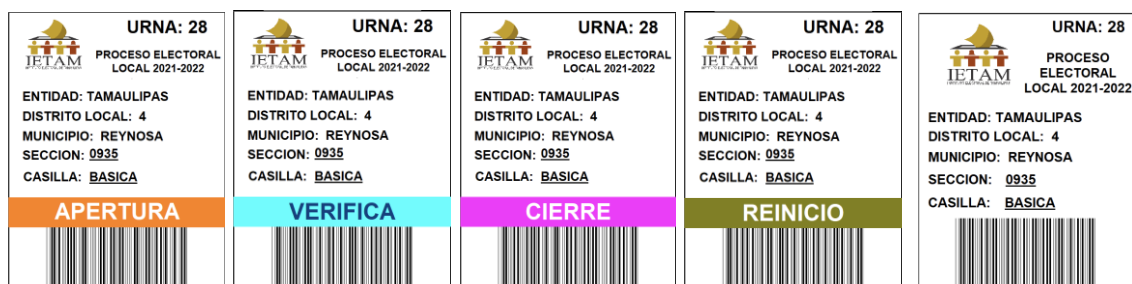 URNA: 28
IETAM
PROCESO ELECTORAL
LOCAL 2021-2022
ENTIDAD: TAMAULIPAS
DISTRITO LOCAL: 4
MUNICIPIO: REYNOSA
SECCION: 0935
CASILLA: BASICA
APERTURA
URNA: 28
IETAM
PROCESO ELECTORAL
LOCAL 2021-2022
ENTIDAD: TAMAULIPAS
DISTRITO LOCAL: 4
MUNICIPIO: REYNOSA
SECCION: 0935
CASILLA: BASICA
VERIFICA
URNA: 28
IETAM
PROCESO ELECTORAL
LOCAL 2021-2022
ENTIDAD: TAMAULIPAS
DISTRITO LOCAL: 4
MUNICIPIO: REYNOSA
SECCION: 0935
CASILLA: BASICA
CIERRE
URNA: 28
IETAM
PROCESO ELECTORAL
LOCAL 2021-2022
ENTIDAD: TAMAULIPAS
DISTRITO LOCAL: 4
MUNICIPIO: REYNOSA
SECCION: 0935
CASILLA: BASICA
REINICIO
URNA: 28
IETAM
PROCESO
ELECTORAL
LOCAL 2021-2022
ENTIDAD: TAMAULIPAS
DISTRITO LOCAL: 4
MUNICIPIO: REYNOSA
SECCION: 0935
CASILLA: BASICA